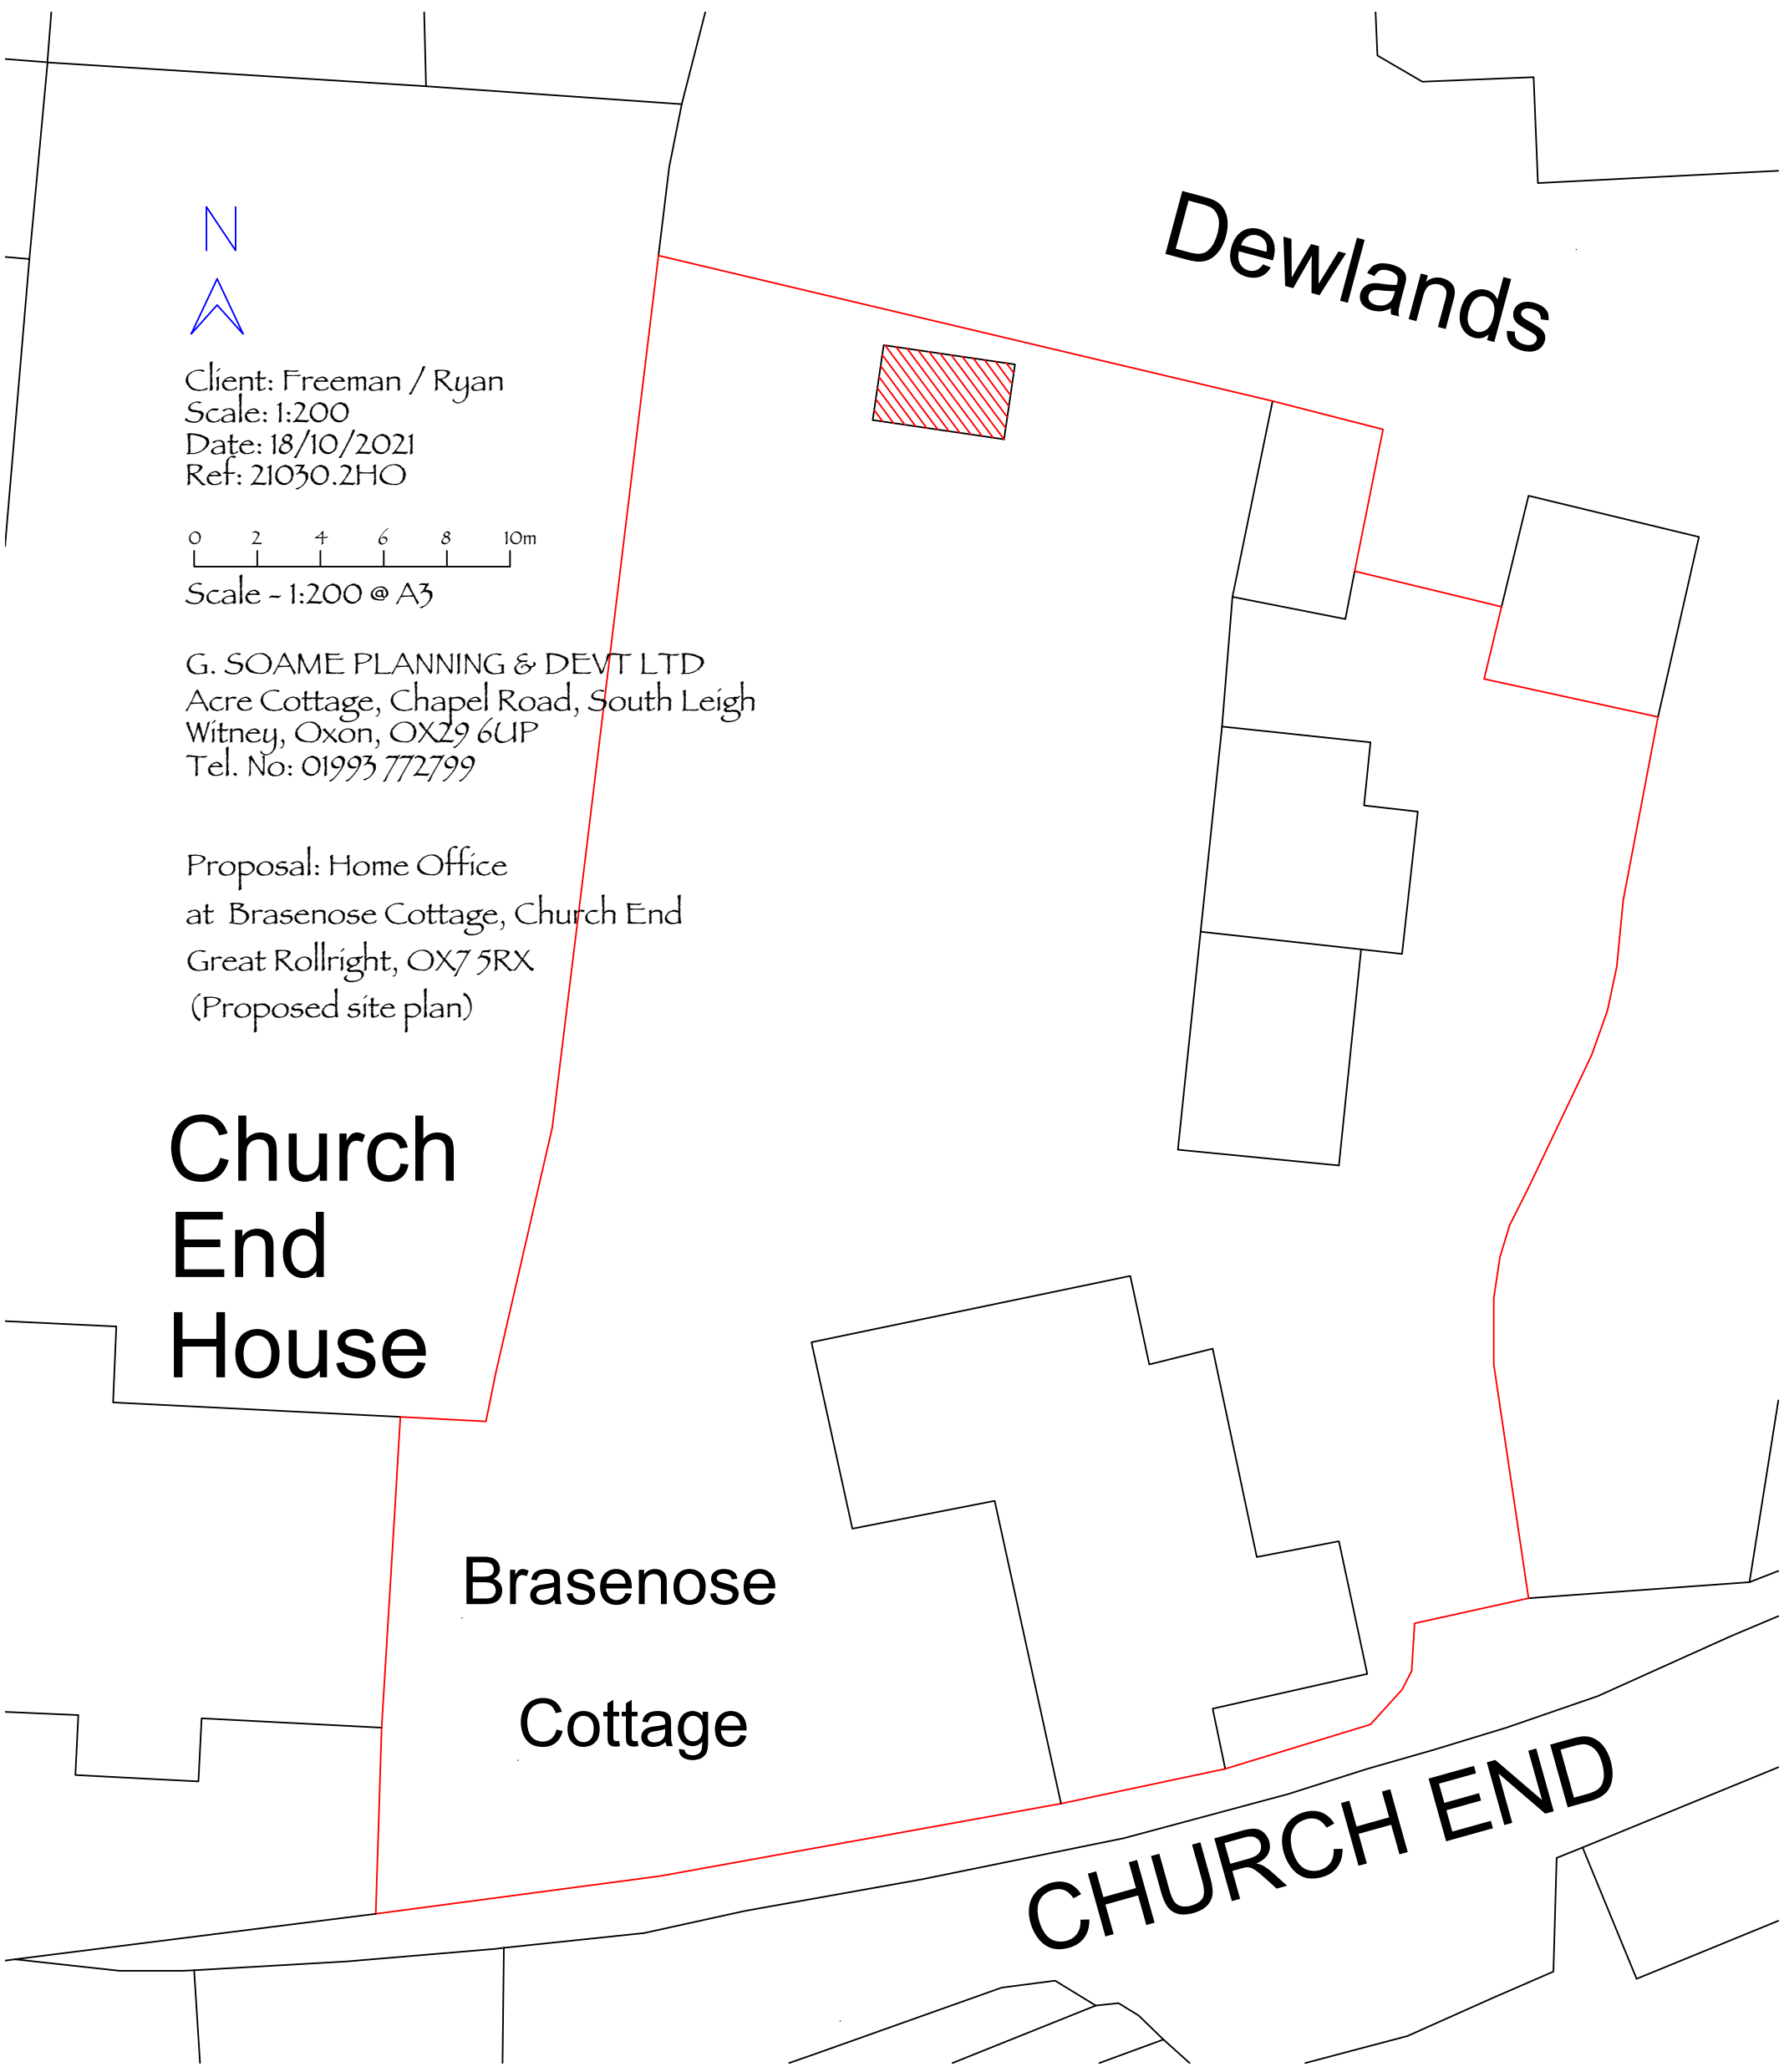 N
Dewlands
Client: Freeman / Ryan
Scale: 1:200
Date: 18/10/2021
Ref: 21030.2HO
0 2 4 6 8 10m
Scale - 1:200 @ A3
G. SOAME PLANNING & DEVT LTD
Acre Cottage, Chapel Road, South Leigh
Witney, Oxon, OX29 6UP
Tel. No: 01993 772799
Proposal: Home Office
at Brasenose Cottage, Church End
Great Rollright, OX7 5RX
(Proposed site plan)
Church
End
House
Brasenose
Cottage
CHURCH END